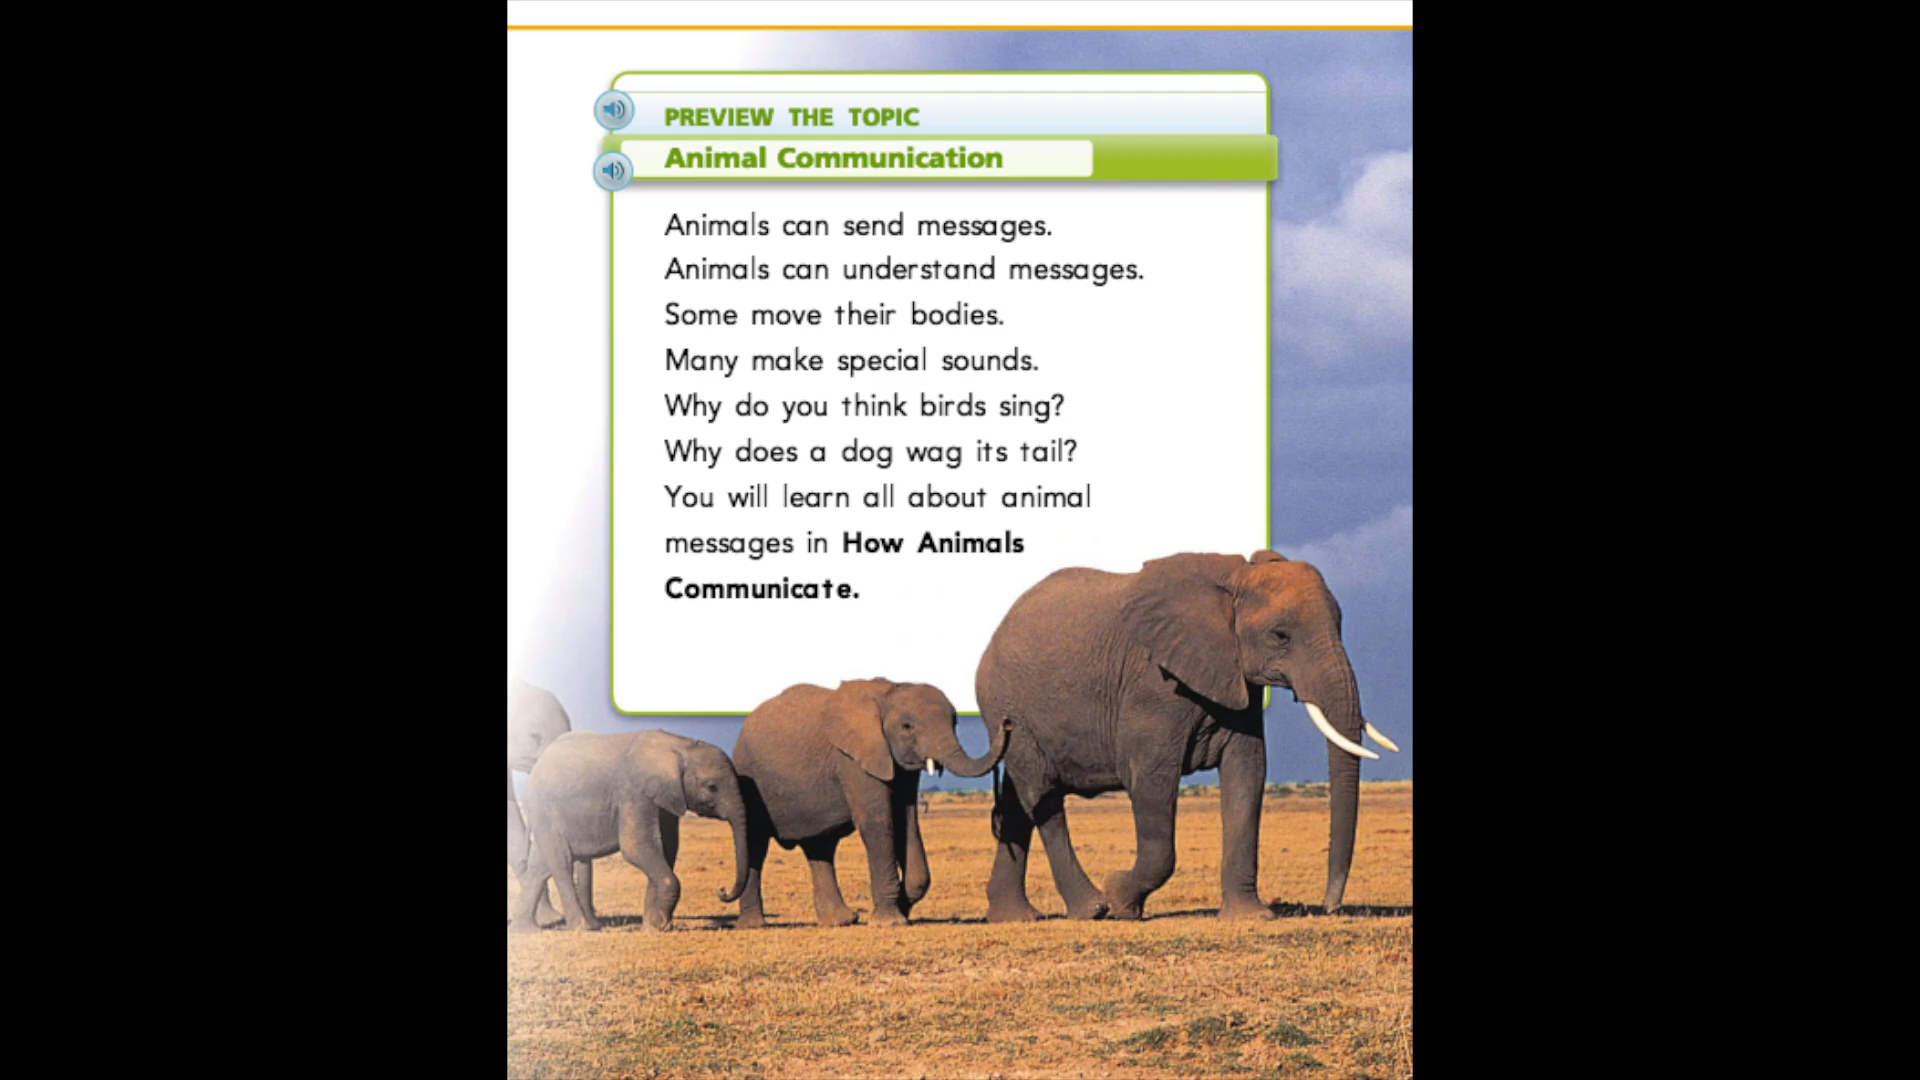 PREVIEW THE TOPIC
Animal Communication
Animals can send messages.
Animals can understand messages.
Some move their bodies.
Many make special sounds.
Why do you think birds sing?
Why does a dog wag its tail?
You will learn all about animal
messages in How Animals
Communicate.